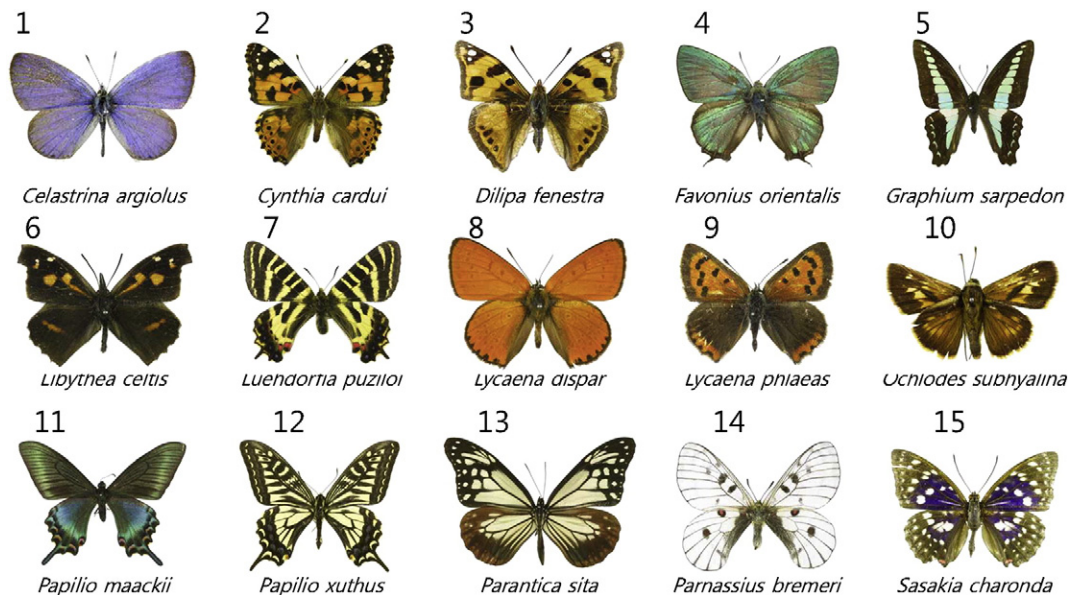 1 2 3 4 5
Celastrina argiolus Cynthia cardui Dilipa fenestra Favonius orientalis Graphium sarpedon
6 7 8 9 10
Libythea celtis Luehdorfia puziloi Lycaena dispar Lycaena phlaeas Ochlodes subhyalina
11 12 13 14 15
Papilio maackii Papilio xuthus Parantica sita Parnassius bremeri Sasakia charonda